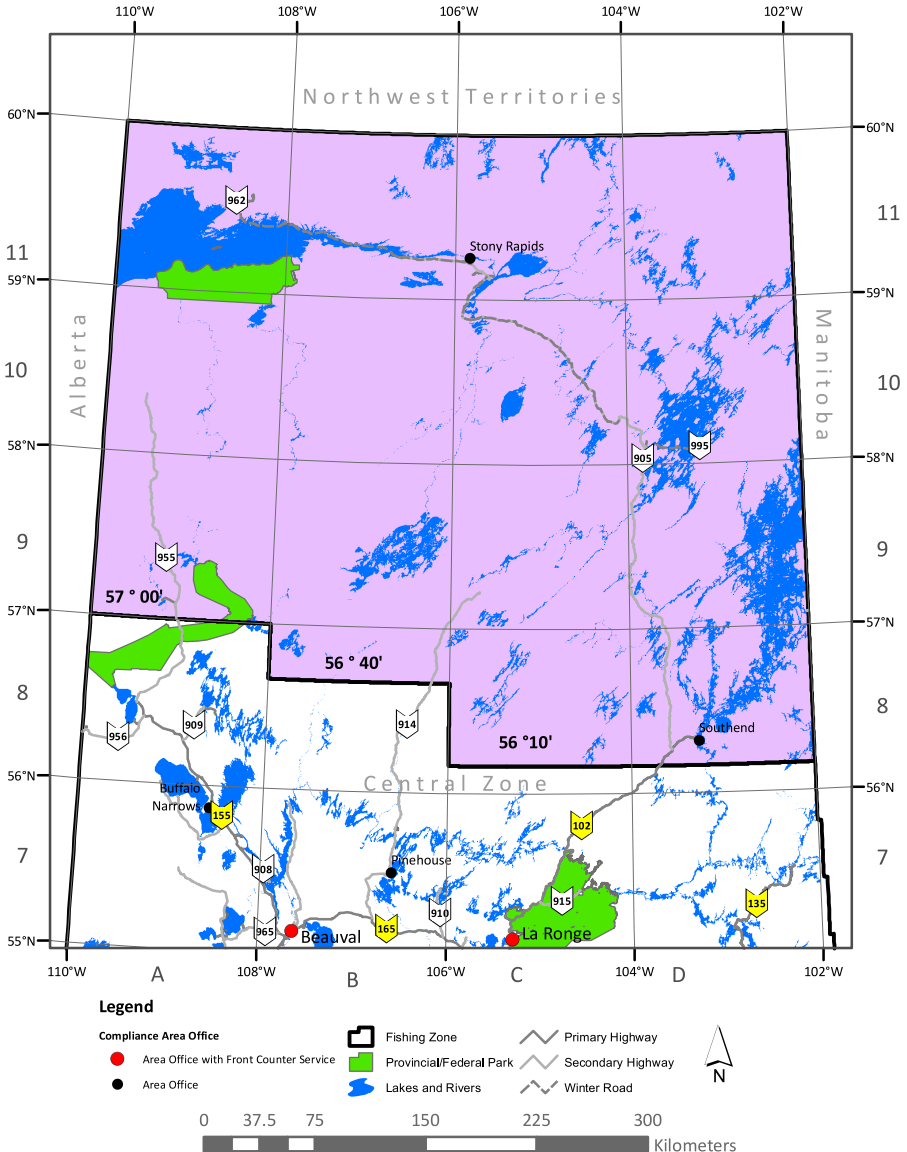 110°W 108°W 106°W 104°W 102°W
Northwest Territories
60°N 60°N
962
11
Stony Rapids
11
59°N 59°N
Alberta
Manitoba
10 10
58°N 58°N
905
995
9 9
955
57 ° 00'
57°N 57°N
56 ° 40'
8 8
956
909
914
Southend
56 °10'
56°N 56°N
Central Zone
Buffalo
Narrows
155
102
7 7
Pinehouse
908
915
135
910
965
Beauval
165
La Ronge
55°N 55°N
110°W 108°W 106°W 104°W 102°W
A B C D
Legend
Compliance Area Office
Area Office with Front Counter Service
Area Office
Fishing Zone
Provincial/Federal Park
Lakes and Rivers
Primary Highway
Secondary Highway
Winter Road
N
0 37.5 75 150 225 300
Kilometers